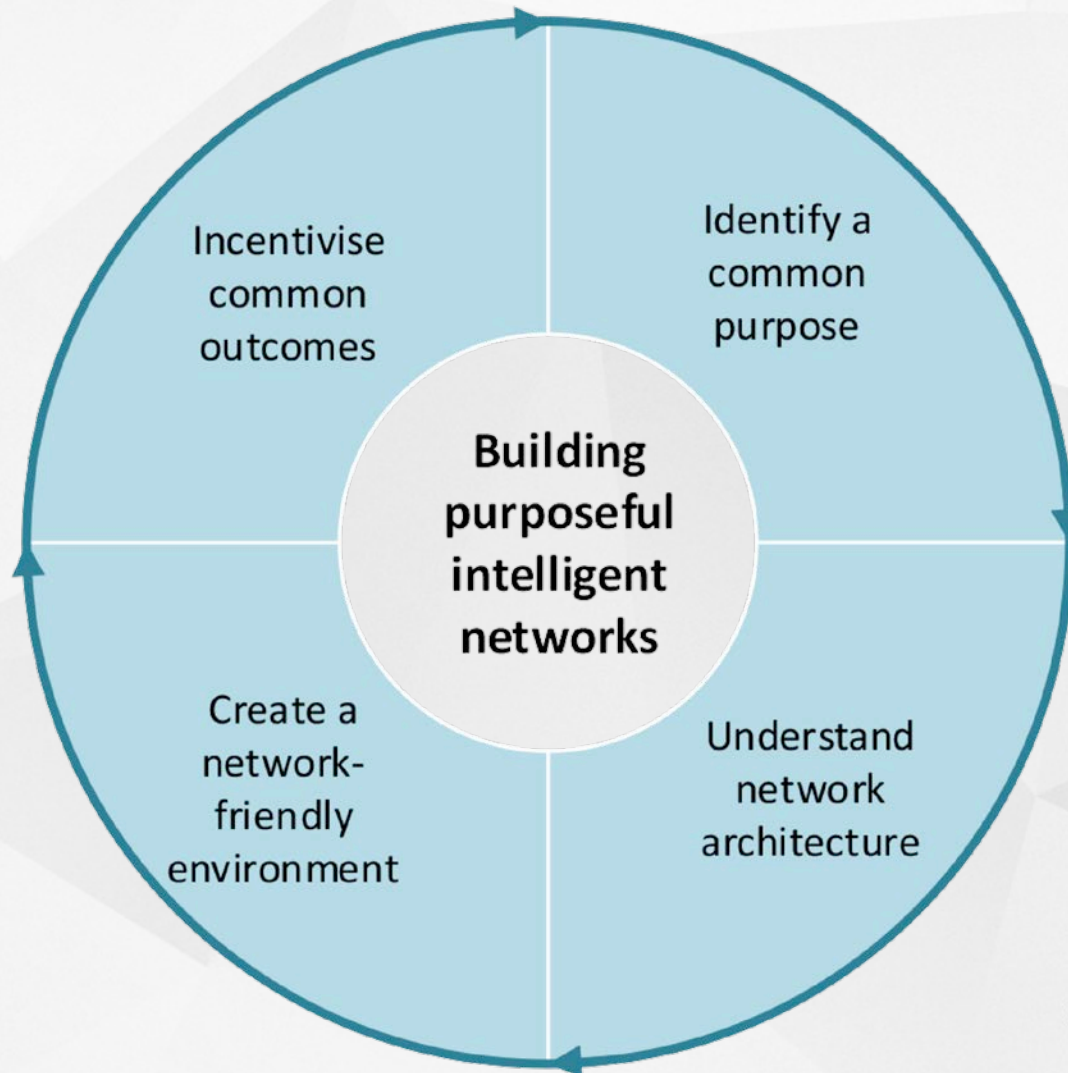 Incentivise
common
outcomes
Identify a
common
purpose
Building
purposeful
intelligent
networks
Create a
network-
friendly
environment
Understand
network
architecture